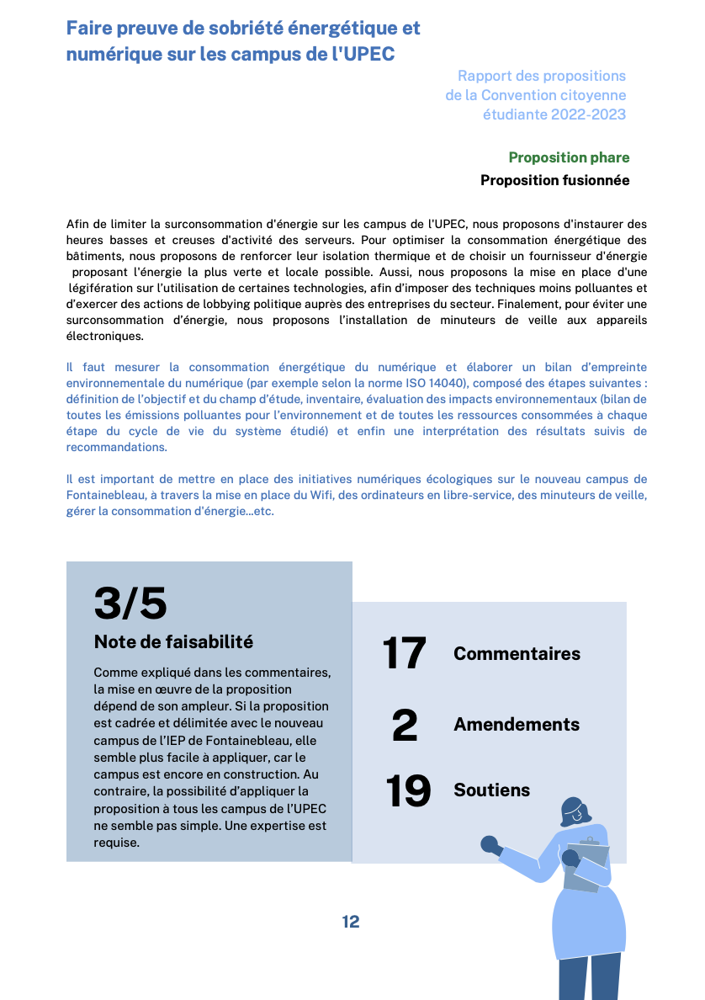 Faire preuve de sobriété énergétique et
numérique sur les campus de l'UPEC
Rapport des propositions
de la Convention citoyenne
étudiante 2022-2023
Proposition phare
Proposition fusionnée
Afin de limiter la surconsommation d'énergie sur les campus de l'UPEC, nous proposons d'instaurer des
heures basses et creuses d'activité des serveurs. Pour optimiser la consommation énergétique des
bâtiments, nous proposons de renforcer leur isolation thermique et de choisir un fournisseur d'énergie
proposant l'énergie la plus verte et locale possible. Aussi, nous proposons la mise en place d'une
légifération sur l’utilisation de certaines technologies, afin d’imposer des techniques moins polluantes et
d’exercer des actions de lobbying politique auprès des entreprises du secteur. Finalement, pour éviter une
surconsommation d’énergie, nous proposons l’installation de minuteurs de veille aux appareils
électroniques.
Il faut mesurer la consommation énergétique du numérique et élaborer un bilan d’empreinte
environnementale du numérique (par exemple selon la norme ISO 14040), composé des étapes suivantes :
définition de l’objectif et du champ d’étude, inventaire, évaluation des impacts environnementaux (bilan de
toutes les émissions polluantes pour l’environnement et de toutes les ressources consommées à chaque
étape du cycle de vie du système étudié) et enfin une interprétation des résultats suivis de
recommandations.
Il est important de mettre en place des initiatives numériques écologiques sur le nouveau campus de
Fontainebleau, à travers la mise en place du Wifi, des ordinateurs en libre-service, des minuteurs de veille,
gérer la consommation d'énergie...etc.
3/5
Note de faisabilité
Comme expliqué dans les commentaires,
la mise en œuvre de la proposition
dépend de son ampleur. Si la proposition
est cadrée et délimitée avec le nouveau
campus de l’IEP de Fontainebleau, elle
semble plus facile à appliquer, car le
campus est encore en construction. Au
contraire, la possibilité d’appliquer la
proposition à tous les campus de l’UPEC
ne semble pas simple. Une expertise est
requise.
17 Commentaires
2 Amendements
19 Soutiens
12